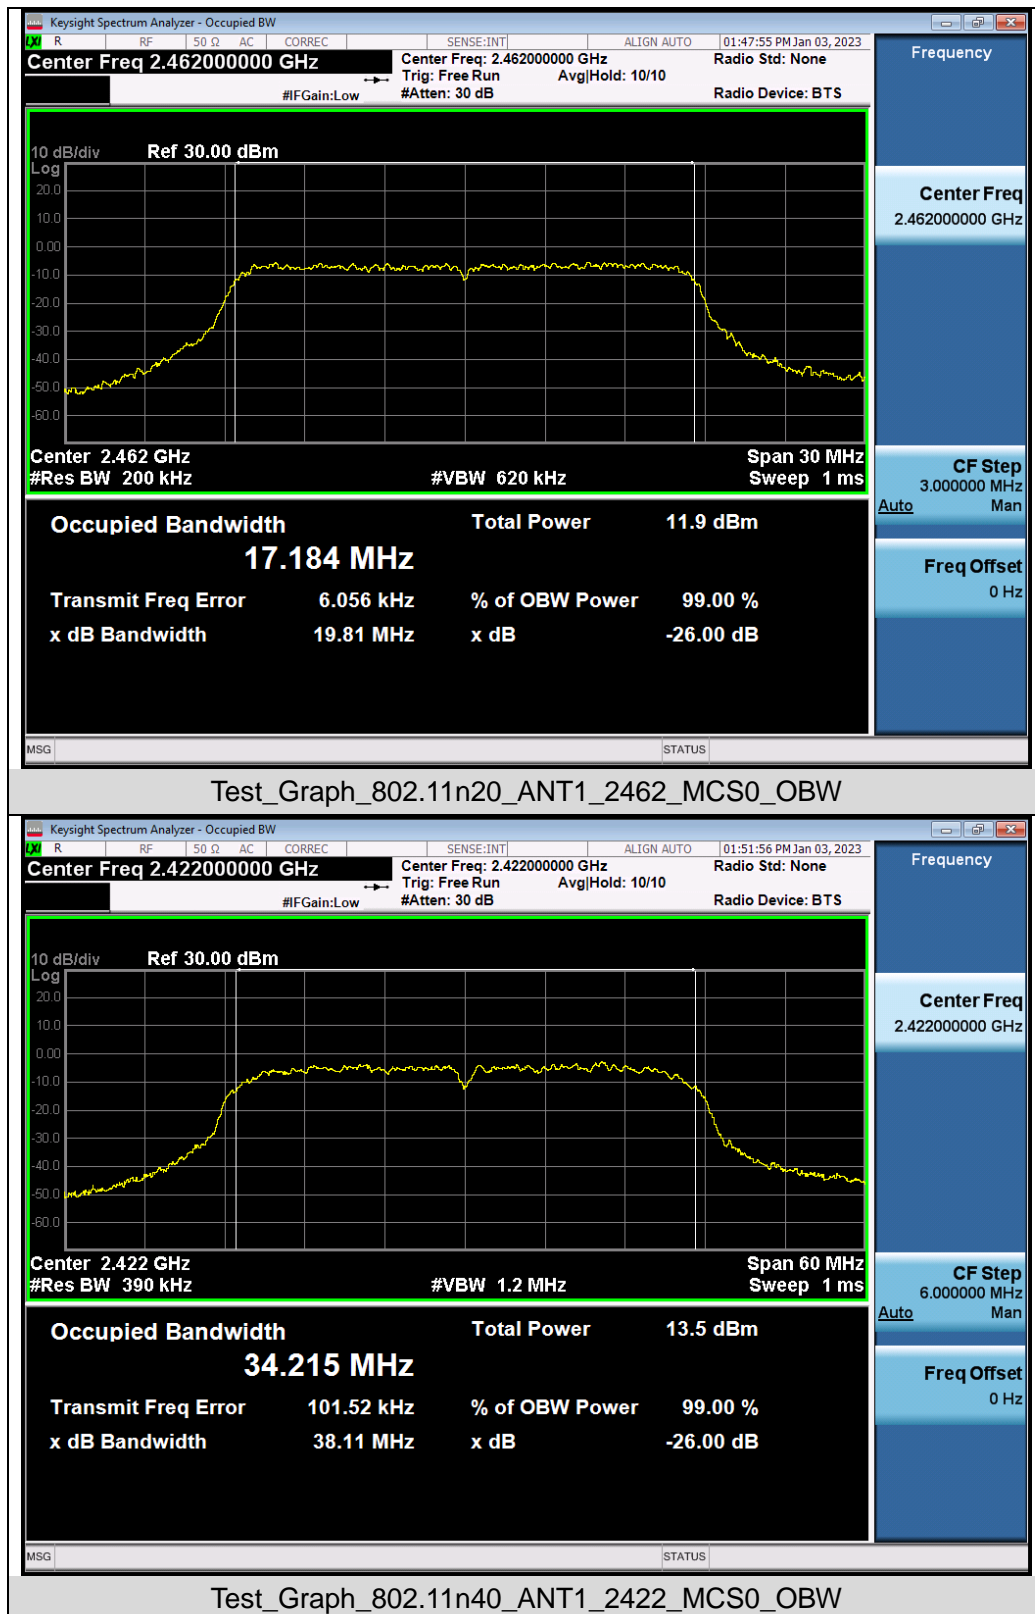 Keysight Spectrum Analyzer - Occupied BW
LXI R RF 50 Ω AC CORREC SENSE:INT ALIGN AUTO 01:47:55 PM Jan 03, 2023
Center Freq 2.462000000 GHz
Center Freq: 2.462000000 GHz Radio Std: None
Trig: Free Run Avg|Hold: 10/10
#IFGain:Low #Atten: 30 dB Radio Device: BTS
Frequency
10 dB/div Ref 30.00 dBm
Log
20.0
10.0
0.00
-10.0
-20.0
-30.0
-40.0
-50.0
-60.0
Center 2.462 GHz Span 30 MHz
#Res BW 200 kHz #VBW 620 kHz Sweep 1 ms
Center Freq
2.462000000 GHz
CF Step
3.000000 MHz
Auto Man
Freq Offset
0 Hz
Occupied Bandwidth Total Power 11.9 dBm
17.184 MHz
Transmit Freq Error 6.056 kHz % of OBW Power 99.00 %
x dB Bandwidth 19.81 MHz x dB -26.00 dB
MSG STATUS
Test_Graph_802.11n20_ANT1_2462_MCS0_OBW
Keysight Spectrum Analyzer - Occupied BW
LXI R RF 50 Ω AC CORREC SENSE:INT ALIGN AUTO 01:51:56 PM Jan 03, 2023
Center Freq 2.422000000 GHz
Center Freq: 2.422000000 GHz Radio Std: None
Trig: Free Run Avg|Hold: 10/10
#IFGain:Low #Atten: 30 dB Radio Device: BTS
Frequency
10 dB/div Ref 30.00 dBm
Log
20.0
10.0
0.00
-10.0
-20.0
-30.0
-40.0
-50.0
-60.0
Center 2.422 GHz Span 60 MHz
#Res BW 390 kHz #VBW 1.2 MHz Sweep 1 ms
Center Freq
2.422000000 GHz
CF Step
6.000000 MHz
Auto Man
Freq Offset
0 Hz
Occupied Bandwidth Total Power 13.5 dBm
34.215 MHz
Transmit Freq Error 101.52 kHz % of OBW Power 99.00 %
x dB Bandwidth 38.11 MHz x dB -26.00 dB
MSG STATUS
Test_Graph_802.11n40_ANT1_2422_MCS0_OBW